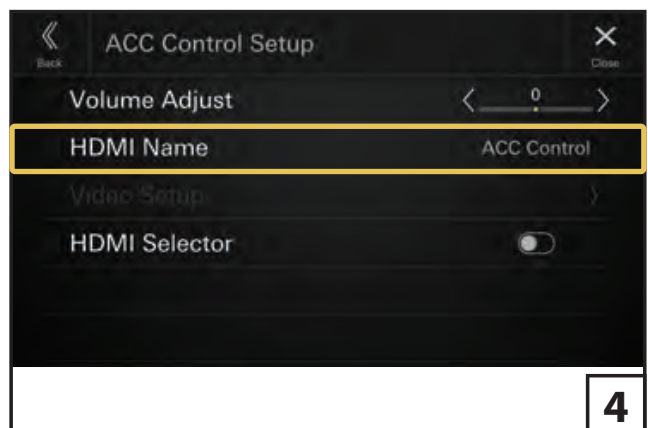 Back
ACC Control Setup
Close
Volume Adjust 0
HDMI Name ACC Control
Video Setup
HDMI Selector
4